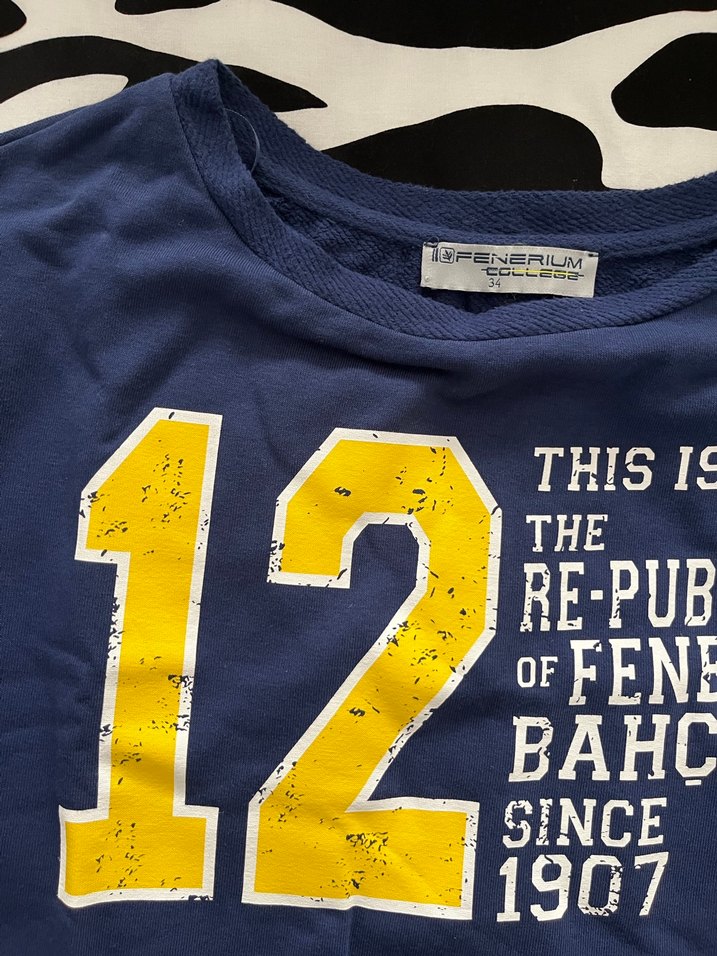 FENERIUM
COLLEGE
34
12
THIS IS
THE
RE-PUB
OF FENE
BAHÇ
SINCE
1907